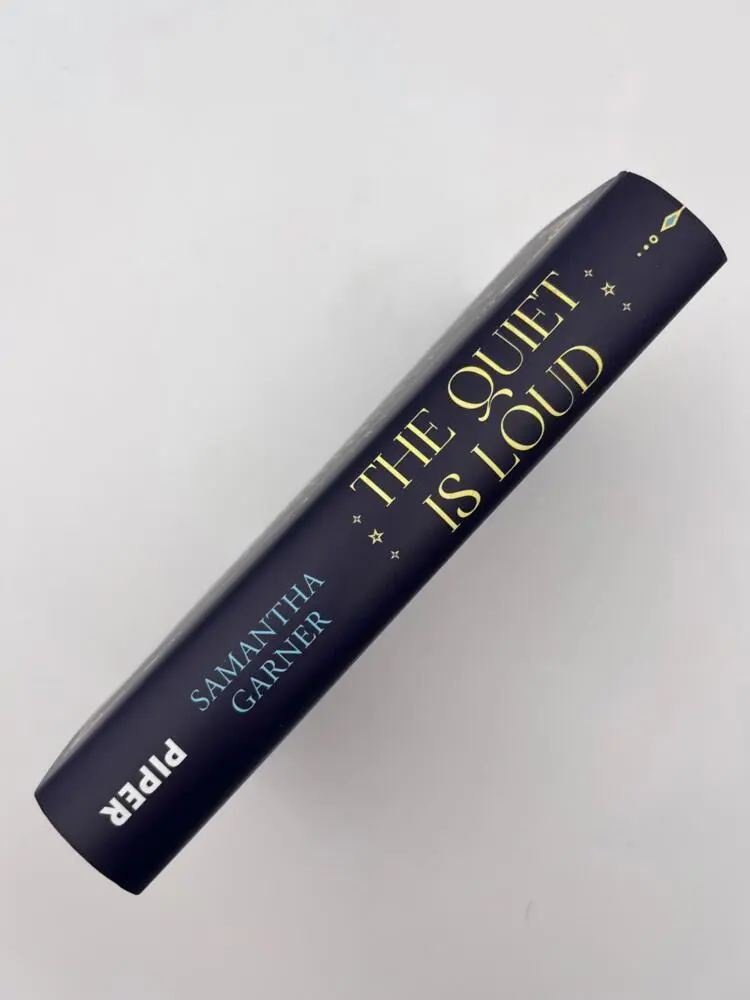 THE QUIET
IS LOUD
SAMANTHA
GARNER
PIPER